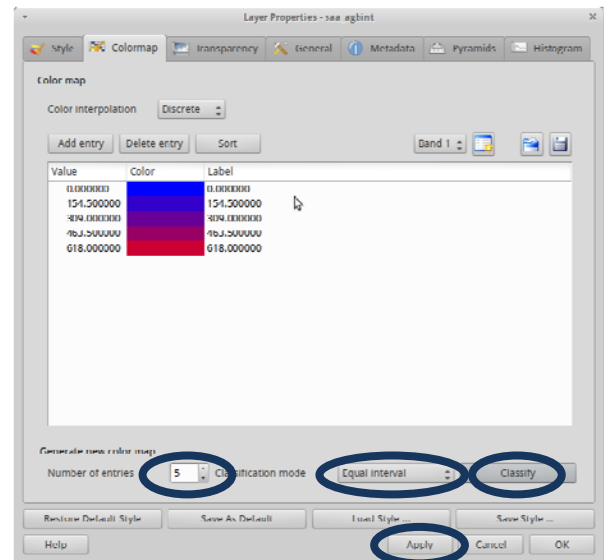 Layer Properties - saa_agbint
Style Colormap Transparency General Metadata Pyramids Histogram
Color map
Color interpolation Discrete
Add entry Delete entry Sort Band 1
Value Color Label
0.000000 0.000000
154.500000 154.500000
309.000000 309.000000
463.500000 463.500000
618.000000 618.000000
Generate new color map
Number of entries 5 Classification mode Equal interval Classify
Restore Default Style Save As Default Load Style ... Save Style ...
Help Apply Cancel OK